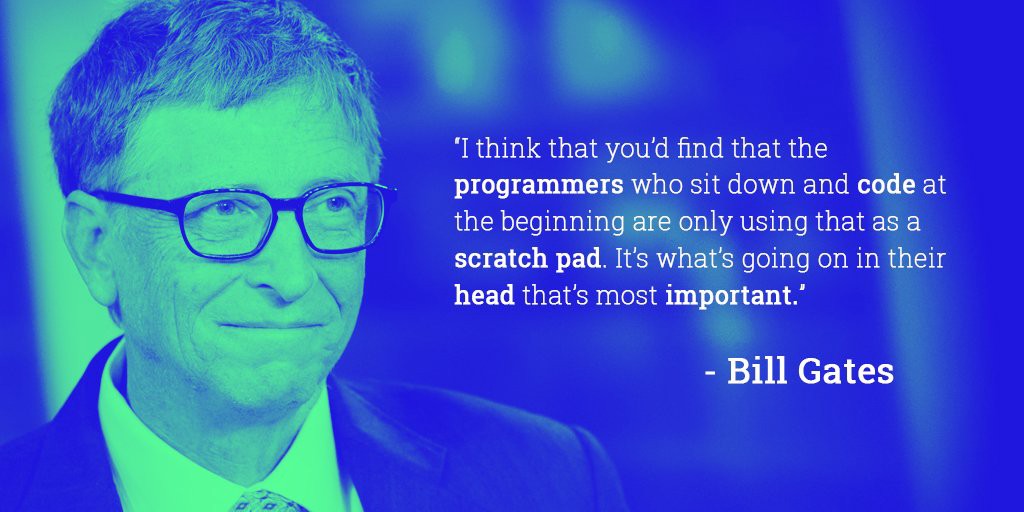 “I think that you’d find that the
programmers who sit down and code at
the beginning are only using that as a
scratch pad. It’s what’s going on in their
head that’s most important.”
- Bill Gates